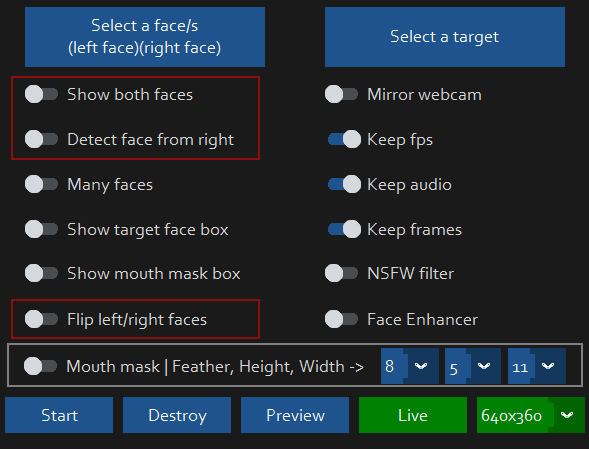 Select a face/s
(left face)(right face)
Select a target
Show both faces
Mirror webcam
Detect face from right
Keep fps
Many faces
Keep audio
Show target face box
Keep frames
Show mouth mask box
NSFW filter
Flip left/right faces
Face Enhancer
Mouth mask | Feather, Height, Width -> 8 5 11
Start Destroy Preview Live 640x360